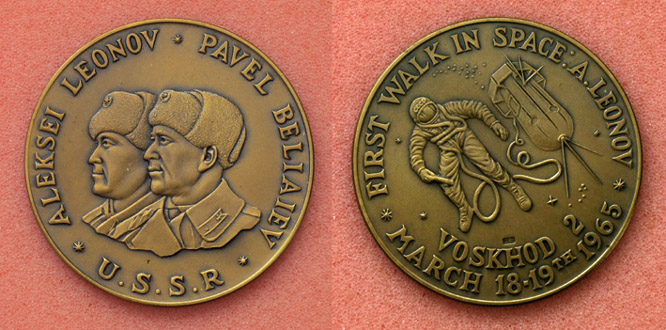 ALEKSEI LEONOV * PAVEL BELIAIEV
* U.S.S.R *
FIRST WALK IN SPACE: A. LEONOV
VOSKHOD 2
* MARCH 18-19TH 1965 *